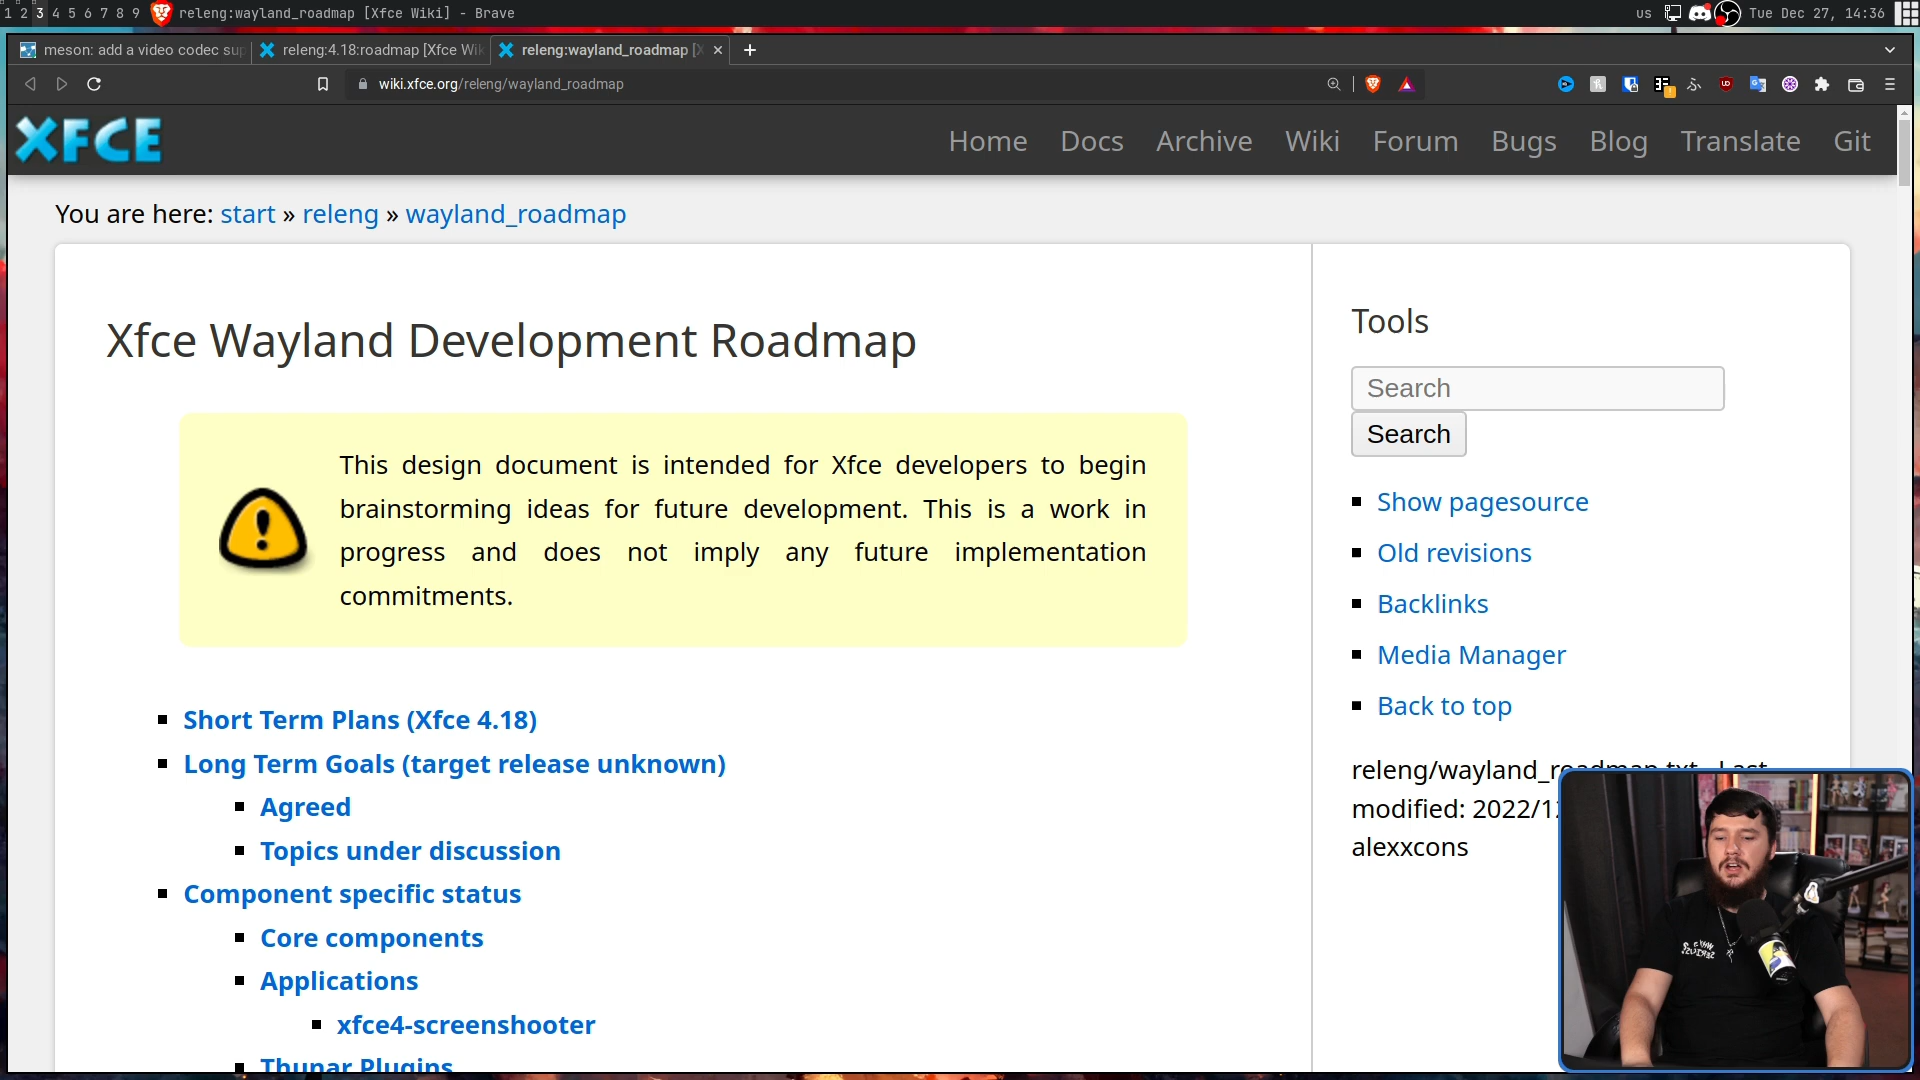 1 2 3 4 5 6 7 8 9 releng:wayland_roadmap [Xfce Wiki] - Brave us Tue Dec 27, 14:36
meson: add a video codec sup releng:4.18:roadmap [Xfce Wik releng:wayland_roadmap [X
wiki.xfce.org/releng/wayland_roadmap
XFCE Home Docs Archive Wiki Forum Bugs Blog Translate Git
You are here: start » releng » wayland_roadmap
Xfce Wayland Development Roadmap
This design document is intended for Xfce developers to begin
brainstorming ideas for future development. This is a work in
progress and does not imply any future implementation
commitments.
▪ Short Term Plans (Xfce 4.18)
▪ Long Term Goals (target release unknown)
▪ Agreed
▪ Topics under discussion
▪ Component specific status
▪ Core components
▪ Applications
▪ xfce4-screenshooter
▪ Thunar Plugins
Tools
Search
Search
▪ Show pagesource
▪ Old revisions
▪ Backlinks
▪ Media Manager
▪ Back to top
releng/wayland_roadmap.txt · Last
modified: 2022/12
alexxcons